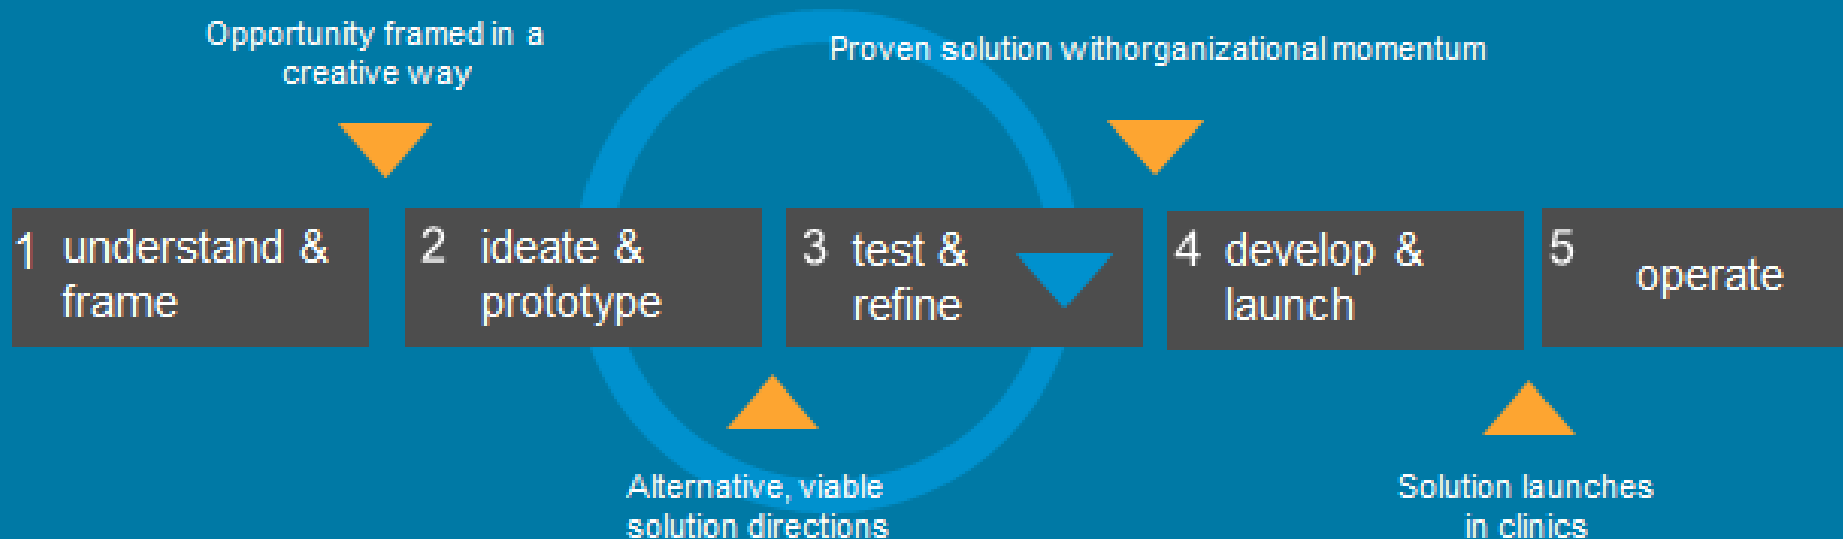 Opportunity framed in a
creative way
Proven solution withorganizational momentum
1 understand &
frame
2 ideate &
prototype
3 test &
refine
4 develop &
launch
5 operate
Alternative, viable
solution directions
Solution launches
in clinics